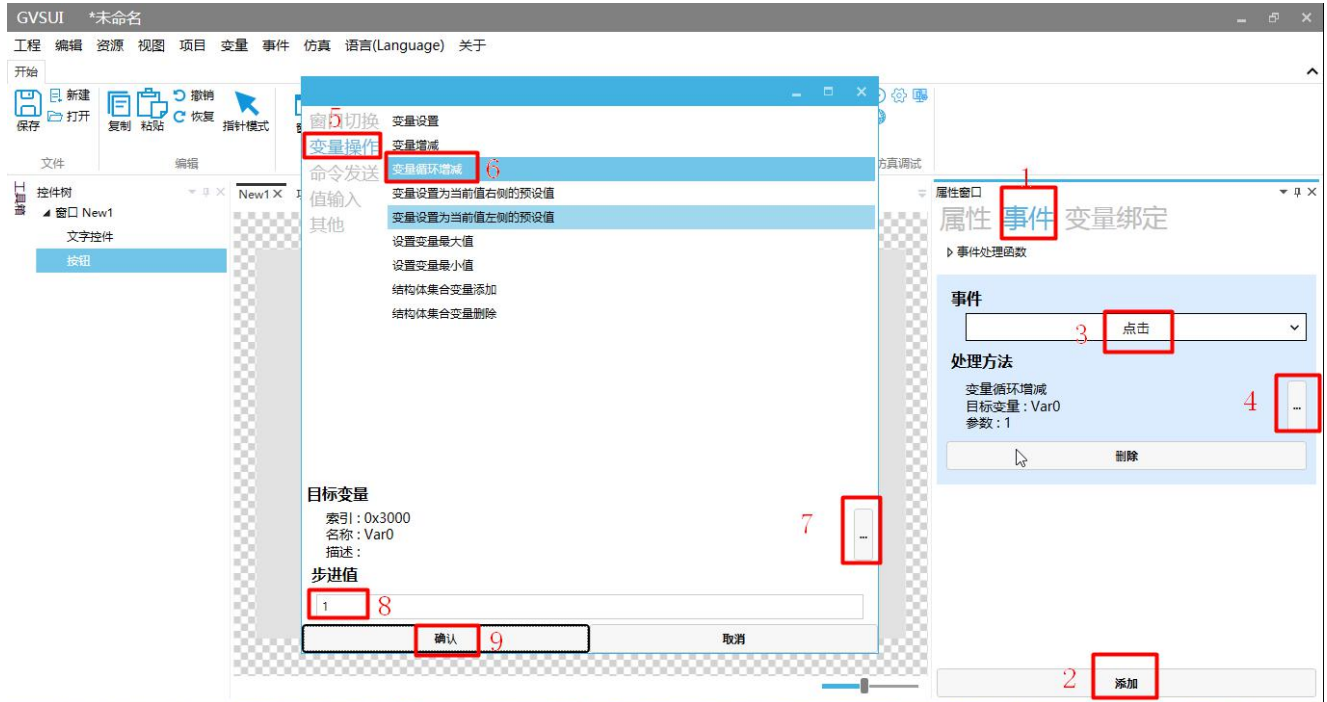 GVSUI *未命名
工程 编辑 资源 视图 项目 变量 事件 仿真 语言(Language) 关于
开始
保存
新建
打开
文件
复制 粘贴
撤销
恢复
指针模式
编辑
仿真调试
控件树
窗口 New1
文字控件
按钮
New1
5
窗口切换
变量操作
命令发送
值输入
其他
变量设置
变量增减
变量循环增减 6
变量设置为当前值右侧的预设值
变量设置为当前值左侧的预设值
设置变量最大值
设置变量最小值
结构体集合变量添加
结构体集合变量删除
目标变量
索引 : 0x3000
名称 : Var0
描述 :
7 ...
步进值
1 8
确认 9 取消
属性窗口
1
属性 事件 变量绑定
事件处理函数
事件
3 点击
处理方法
变量循环增减
目标变量 : Var0
参数 : 1
4 ...
删除
2 添加